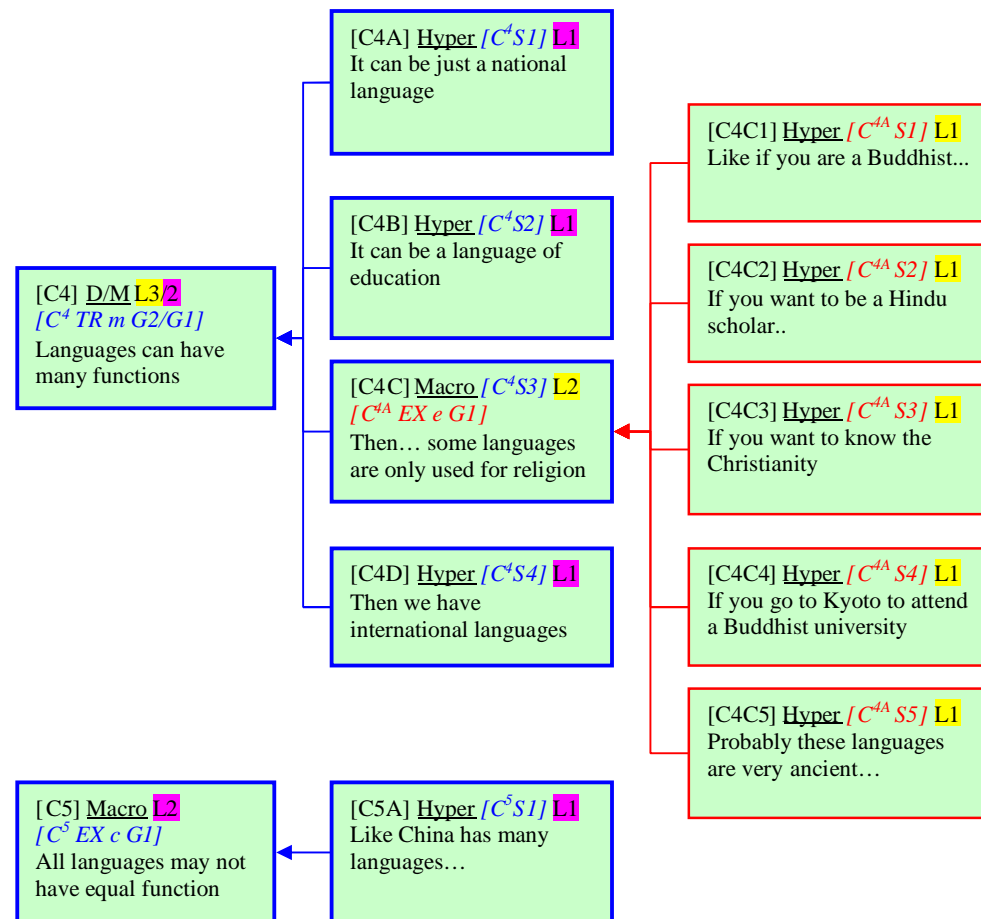 [C4A] Hyper [C⁴S1] L1
It can be just a national
language
[C4B] Hyper [C⁴S2] L1
It can be a language of
education
[C4] D/M L3/2
[C⁴ TR m G2/G1]
Languages can have
many functions
[C4C] Macro [C⁴S3] L2
[C⁴ᴬ EX e G1]
Then… some languages
are only used for religion
[C4D] Hyper [C⁴S4] L1
Then we have
international languages
[C4C1] Hyper [C⁴ᴬ S1] L1
Like if you are a Buddhist...
[C4C2] Hyper [C⁴ᴬ S2] L1
If you want to be a Hindu
scholar..
[C4C3] Hyper [C⁴ᴬ S3] L1
If you want to know the
Christianity
[C4C4] Hyper [C⁴ᴬ S4] L1
If you go to Kyoto to attend
a Buddhist university
[C4C5] Hyper [C⁴ᴬ S5] L1
Probably these languages
are very ancient…
[C5] Macro L2
[C⁵ EX c G1]
All languages may not
have equal function
[C5A] Hyper [C⁵S1] L1
Like China has many
languages…